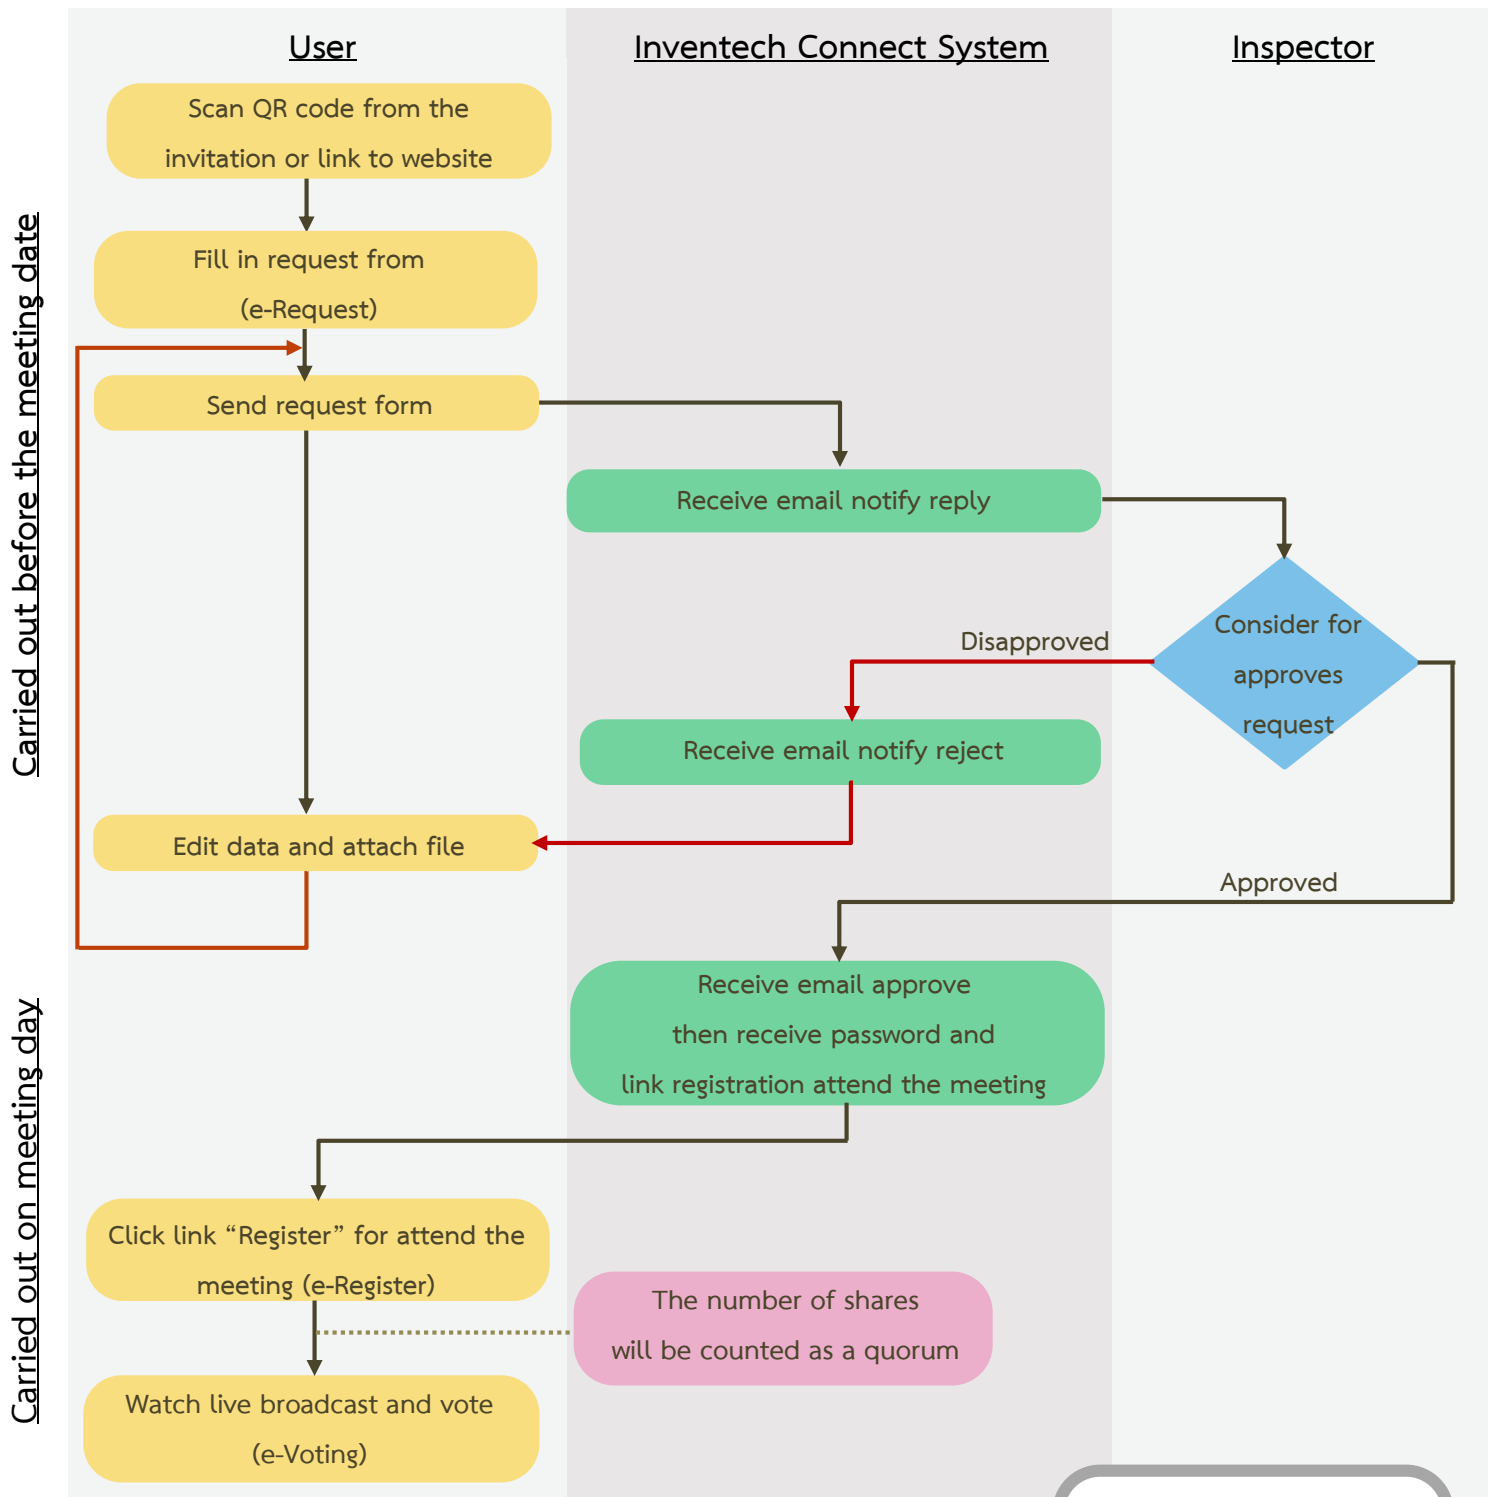 User
Inventech Connect System
Inspector
Scan QR code from the
invitation or link to website
Fill in request from
(e-Request)
Send request form
Receive email notify reply
Consider for
approves
request
Disapproved
Receive email notify reject
Edit data and attach file
Approved
Receive email approve
then receive password and
link registration attend the meeting
Click link “Register” for attend the
meeting (e-Register)
The number of shares
will be counted as a quorum
Watch live broadcast and vote
(e-Voting)
Carried out before the meeting date
Carried out on meeting day